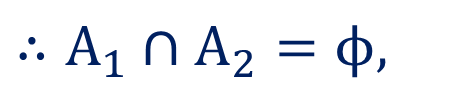 ∴ A₁ ∩ A₂ = ϕ,